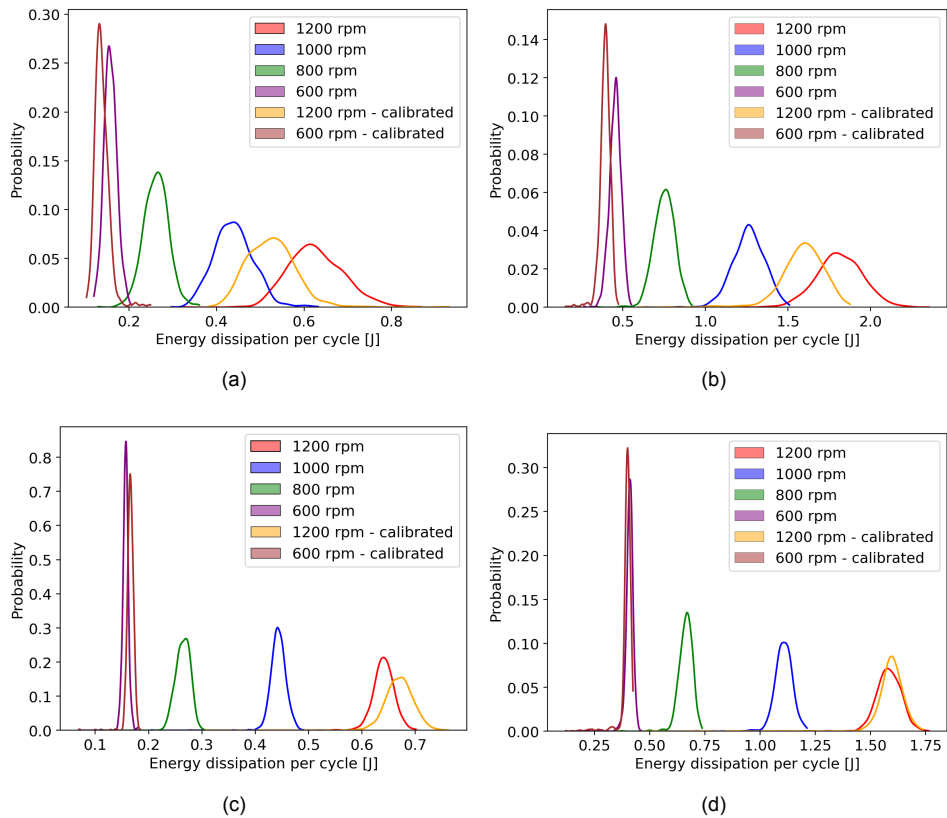 0.30
0.25
0.20
0.15
0.10
0.05
0.00
Probability
0.2 0.4 0.6 0.8
Energy dissipation per cycle [J]
1200 rpm
1000 rpm
800 rpm
600 rpm
1200 rpm - calibrated
600 rpm - calibrated
(a)
0.14
0.12
0.10
0.08
0.06
0.04
0.02
0.00
Probability
0.5 1.0 1.5 2.0
Energy dissipation per cycle [J]
1200 rpm
1000 rpm
800 rpm
600 rpm
1200 rpm - calibrated
600 rpm - calibrated
(b)
0.8
0.7
0.6
0.5
0.4
0.3
0.2
0.1
0.0
Probability
0.1 0.2 0.3 0.4 0.5 0.6 0.7
Energy dissipation per cycle [J]
1200 rpm
1000 rpm
800 rpm
600 rpm
1200 rpm - calibrated
600 rpm - calibrated
(c)
0.30
0.25
0.20
0.15
0.10
0.05
0.00
Probability
0.25 0.50 0.75 1.00 1.25 1.50 1.75
Energy dissipation per cycle [J]
1200 rpm
1000 rpm
800 rpm
600 rpm
1200 rpm - calibrated
600 rpm - calibrated
(d)